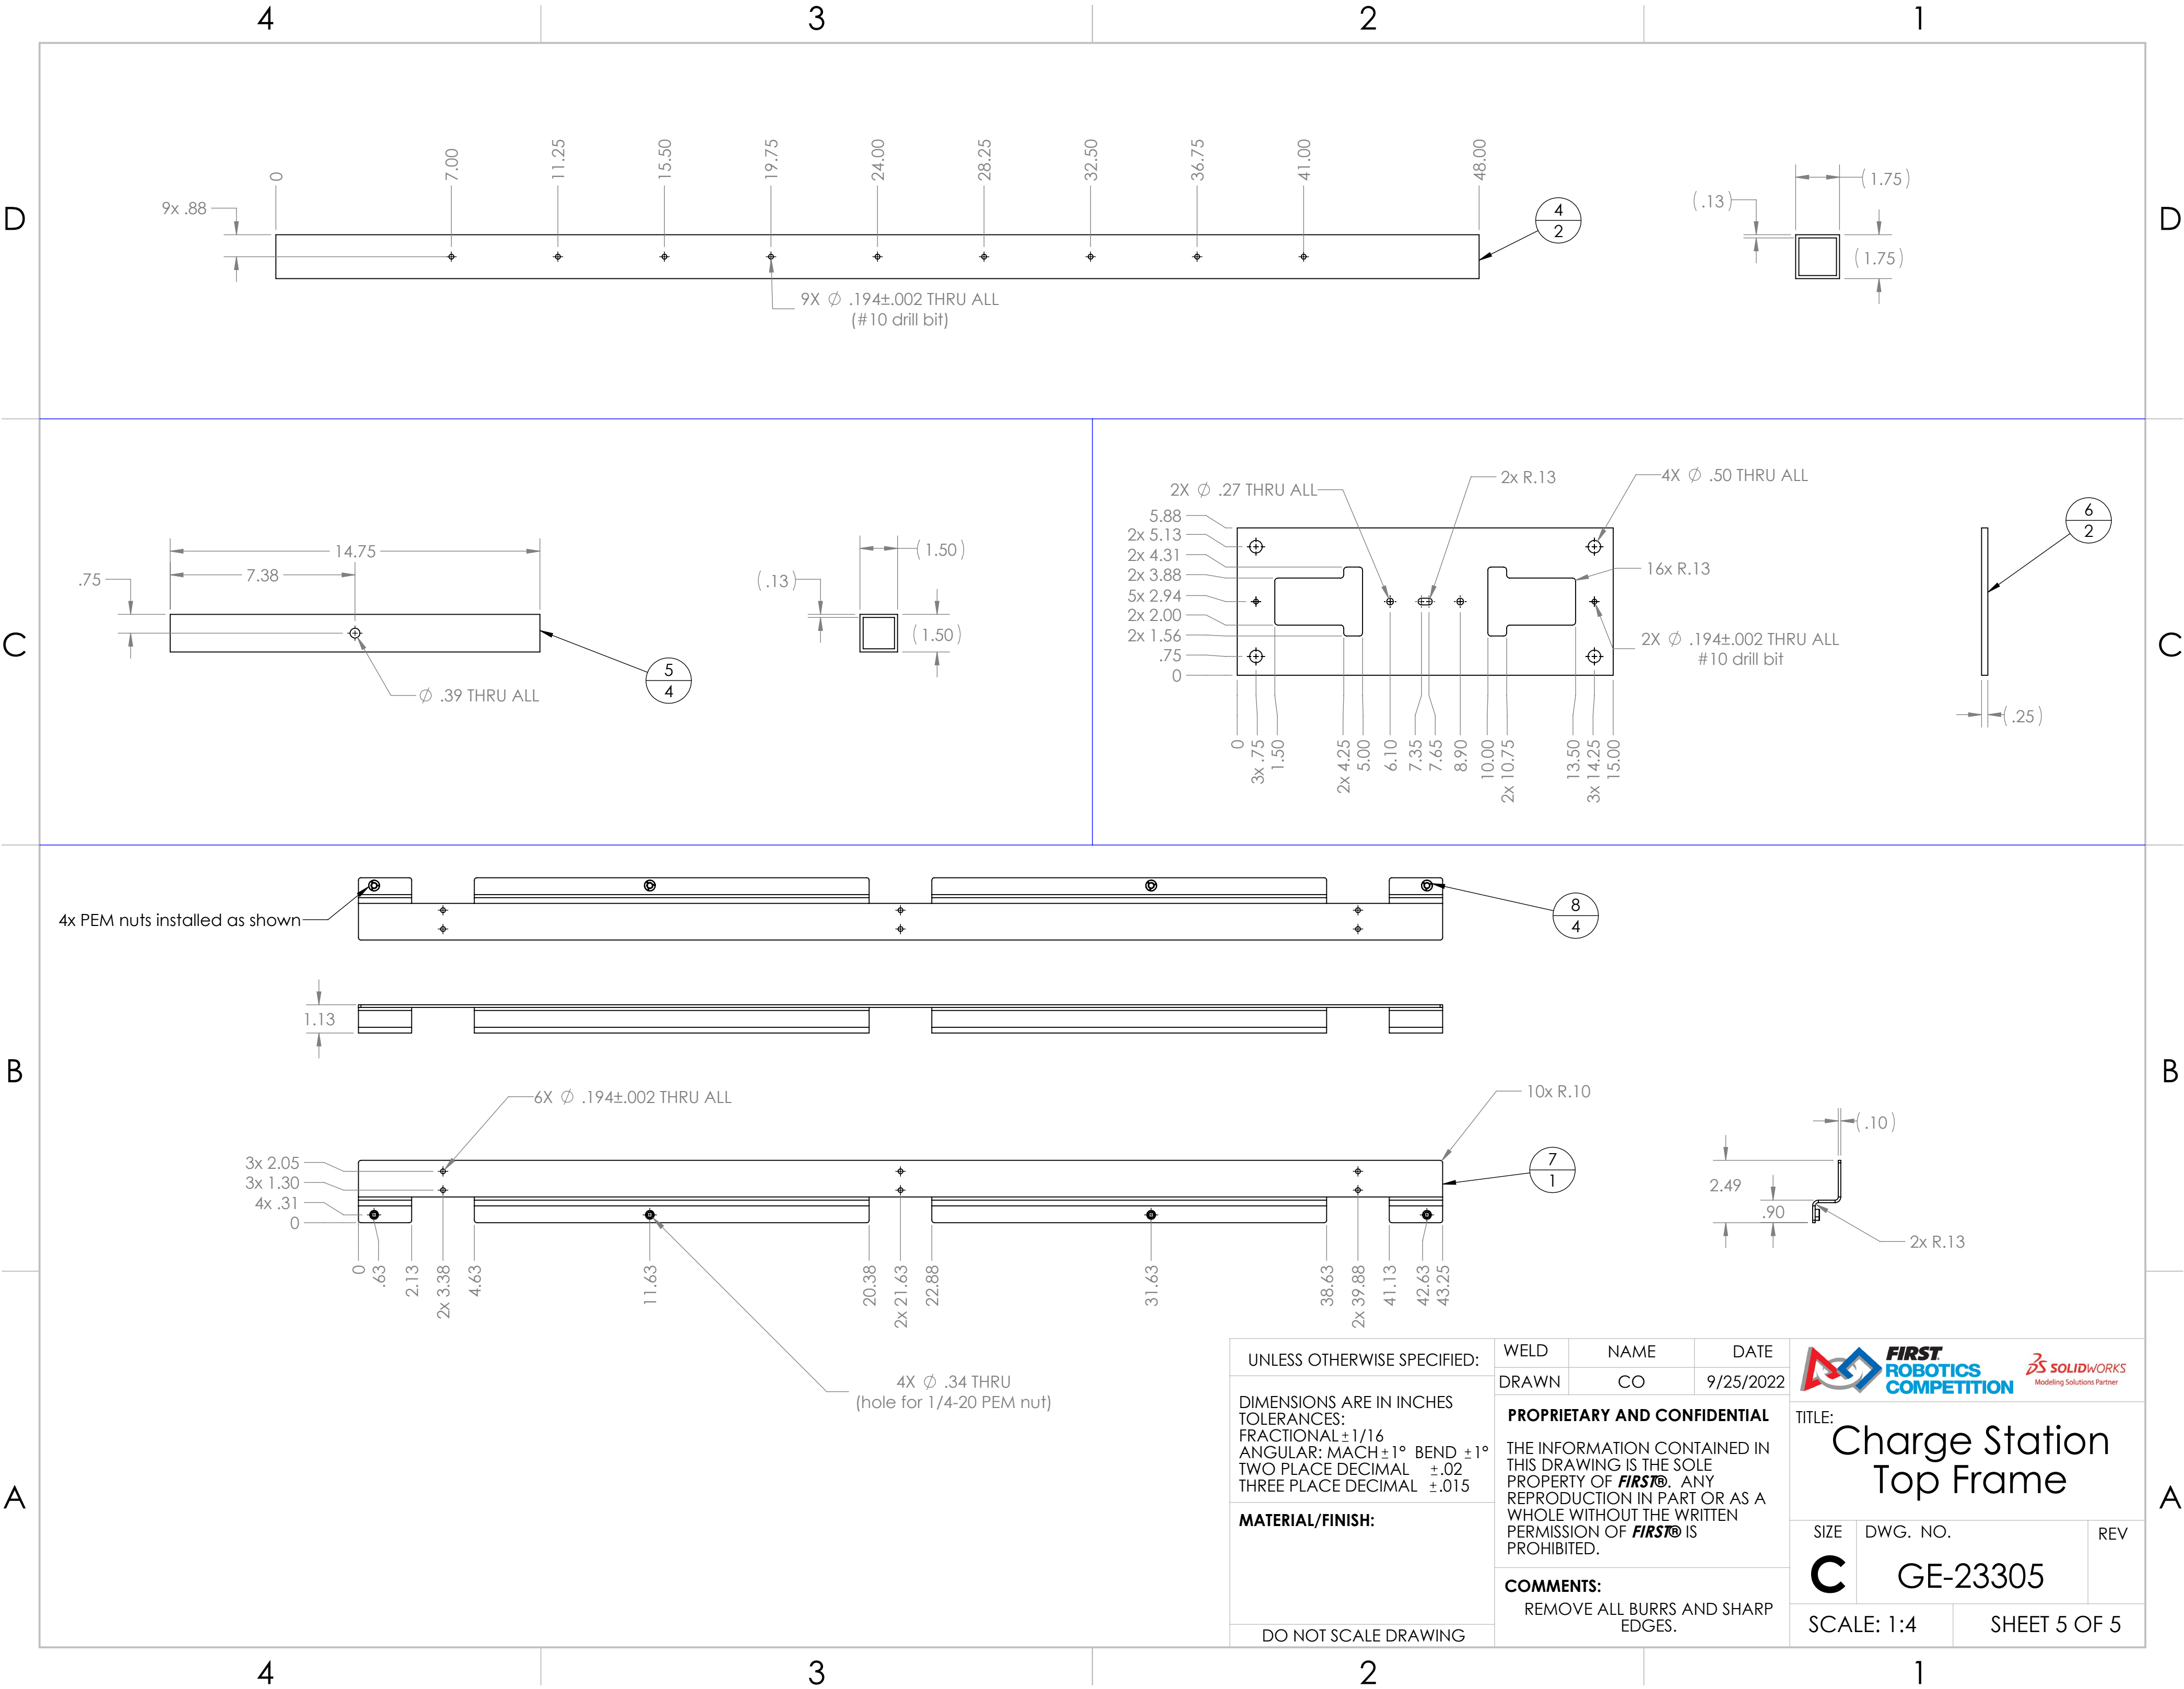 4 3 2 1
D
D
0
7.00
11.25
15.50
19.75
24.00
28.25
32.50
36.75
41.00
48.00
9x .88
9X ∅ .194±.002 THRU ALL
(#10 drill bit)
4
2
(1.75)
(.13)
(1.75)
C
C
14.75
7.38
.75
∅ .39 THRU ALL
5
4
(1.50)
(.13)
(1.50)
2X ∅ .27 THRU ALL
2x R.13
4X ∅ .50 THRU ALL
5.88
2x 5.13
2x 4.31
2x 3.88
5x 2.94
2x 2.00
2x 1.56
.75
0
16x R.13
2X ∅ .194±.002 THRU ALL
#10 drill bit
0
3x .75
1.50
2x 4.25
5.00
6.10
7.35
7.65
8.90
10.00
2x 10.75
13.50
3x 14.25
15.00
6
2
(.25)
4x PEM nuts installed as shown
8
4
B
B
1.13
6X ∅ .194±.002 THRU ALL
10x R.10
3x 2.05
3x 1.30
4x .31
0
7
1
0
.63
2.13
2x 3.38
4.63
11.63
20.38
2x 21.63
22.88
31.63
38.63
2x 39.88
41.13
42.63
43.25
4X ∅ .34 THRU
(hole for 1/4-20 PEM nut)
(.10)
2.49
.90
2x R.13
A
A
UNLESS OTHERWISE SPECIFIED:
DIMENSIONS ARE IN INCHES
TOLERANCES:
FRACTIONAL±1/16
ANGULAR: MACH±1° BEND ±1°
TWO PLACE DECIMAL ±.02
THREE PLACE DECIMAL ±.015
MATERIAL/FINISH:
DO NOT SCALE DRAWING
WELD NAME DATE
DRAWN CO 9/25/2022
PROPRIETARY AND CONFIDENTIAL
THE INFORMATION CONTAINED IN
THIS DRAWING IS THE SOLE
PROPERTY OF FIRST®. ANY
REPRODUCTION IN PART OR AS A
WHOLE WITHOUT THE WRITTEN
PERMISSION OF FIRST® IS
PROHIBITED.
COMMENTS:
REMOVE ALL BURRS AND SHARP
EDGES.
FIRST
ROBOTICS
COMPETITION
SOLIDWORKS
Modeling Solutions Partner
TITLE:
Charge Station
Top Frame
SIZE DWG. NO. REV
C GE-23305
SCALE: 1:4 SHEET 5 OF 5
4 3 2 1